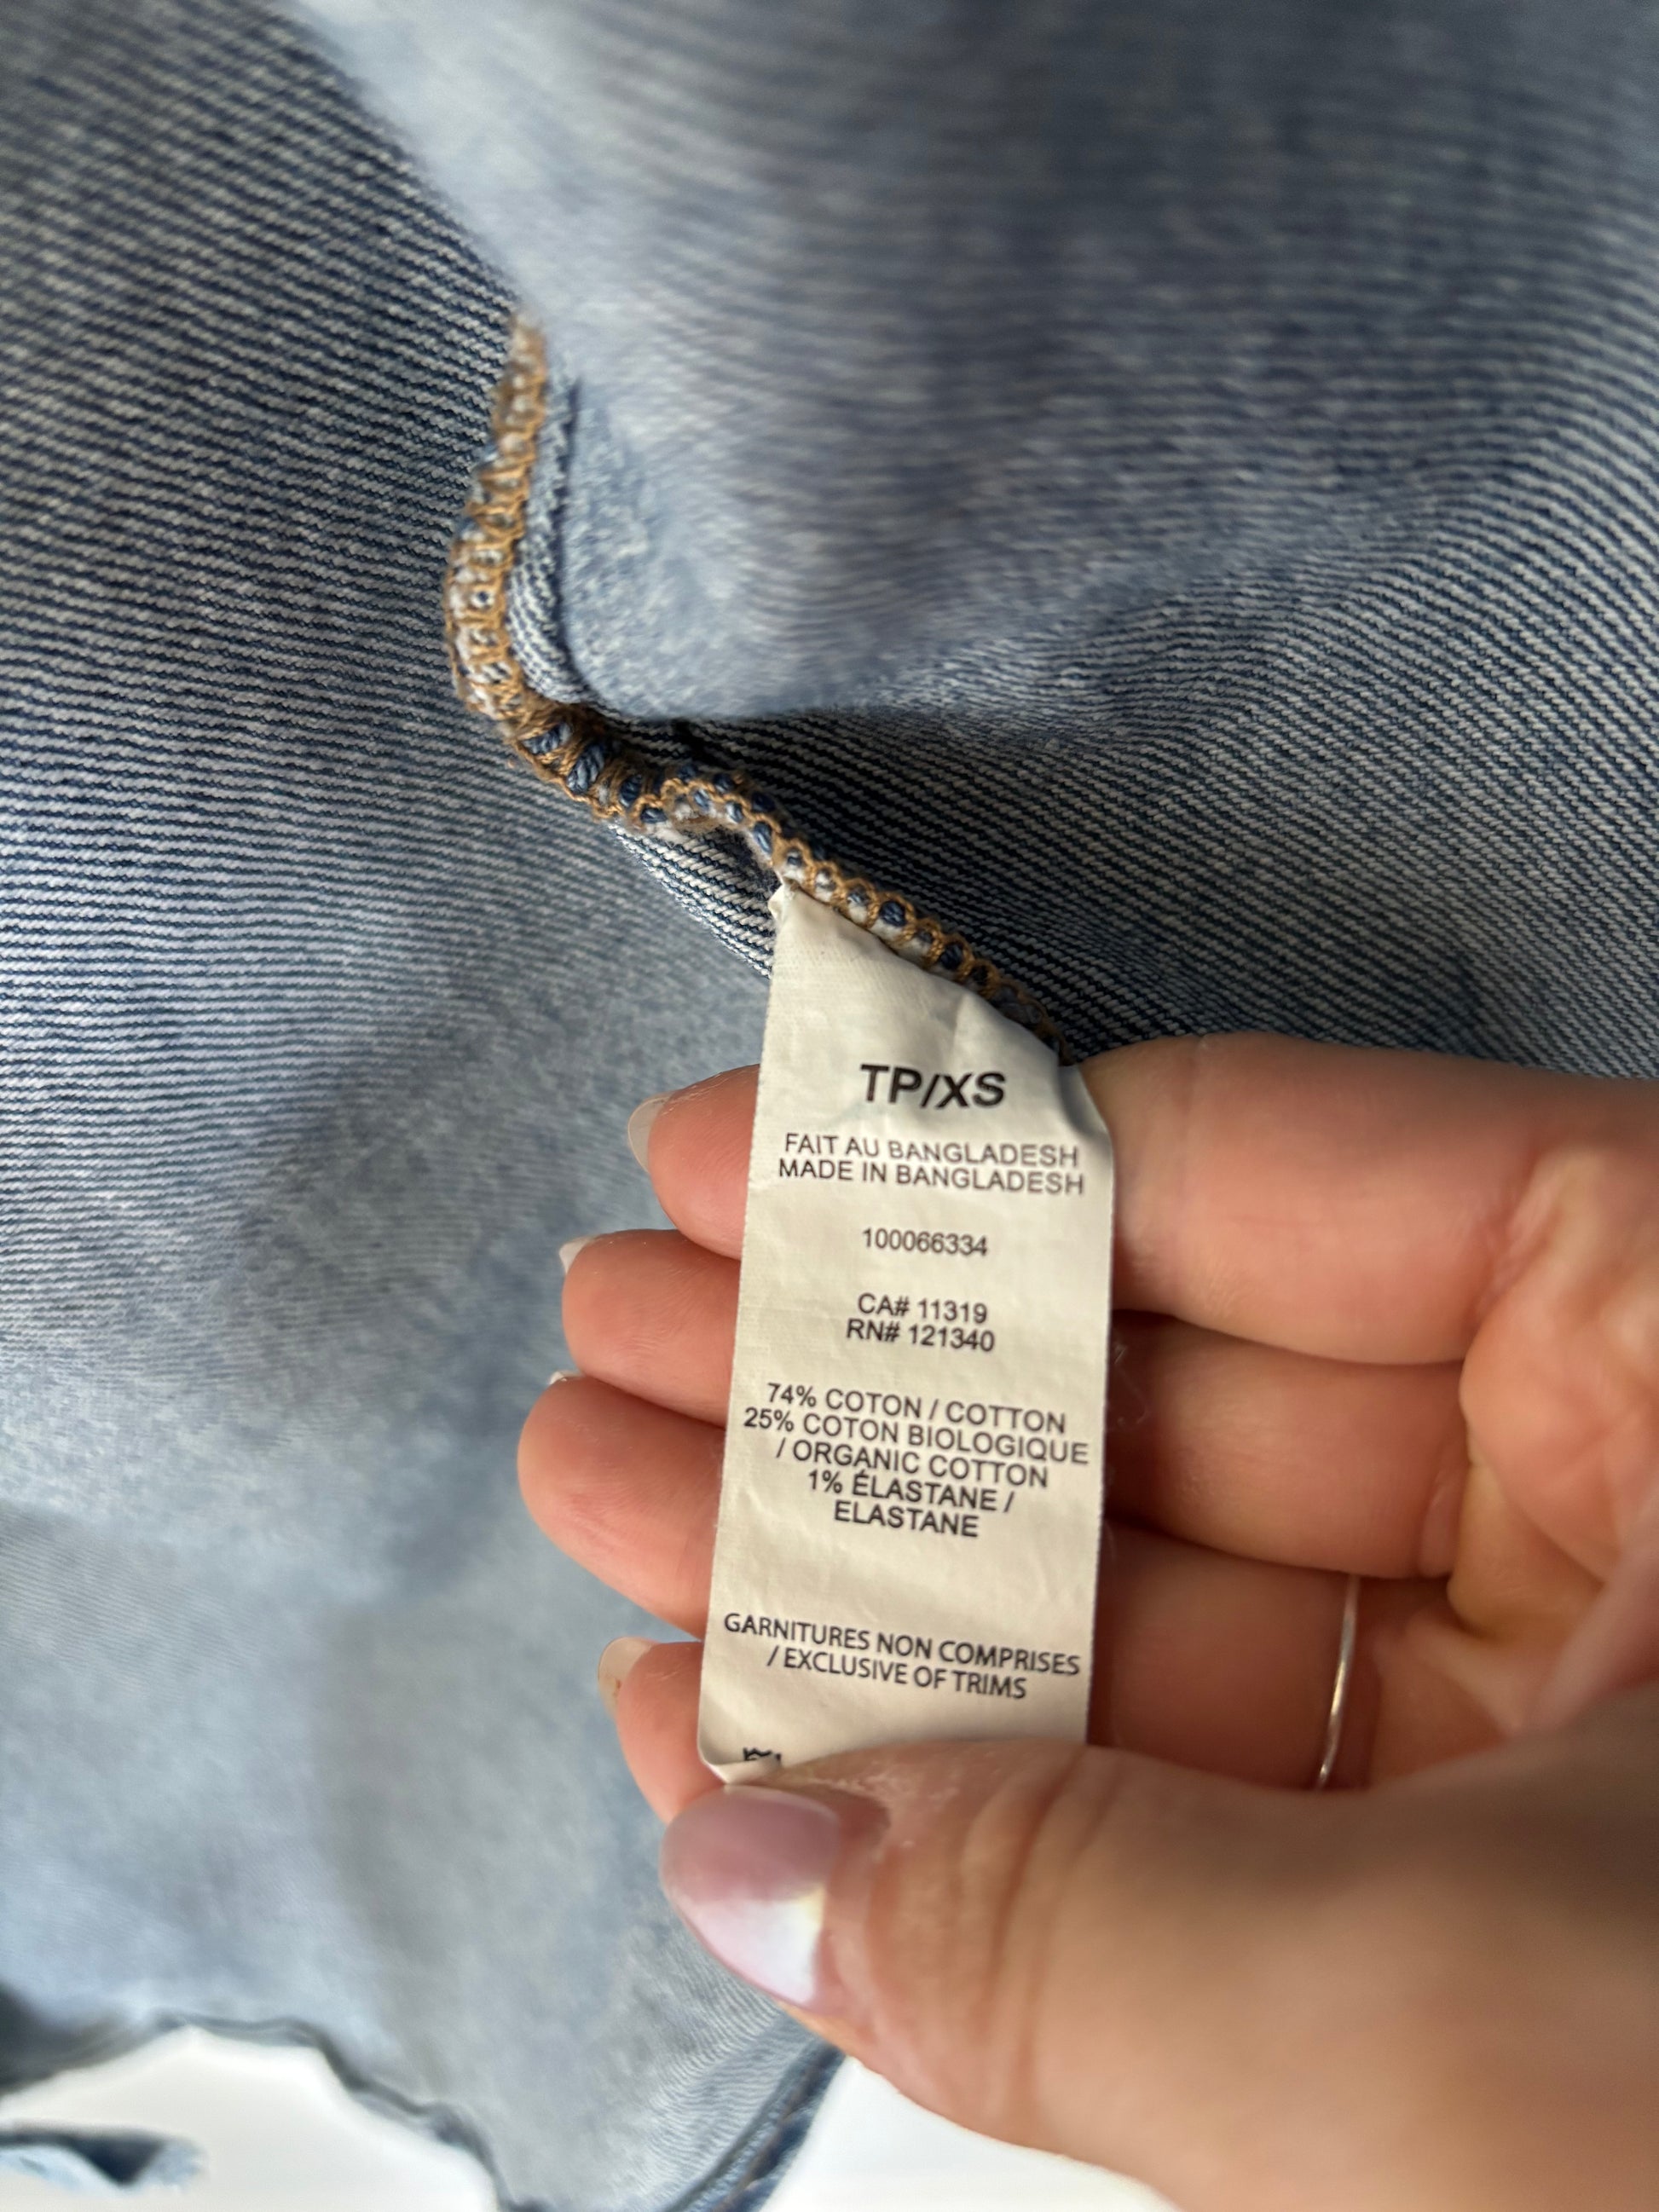 TP/XS
FAIT AU BANGLADESH
MADE IN BANGLADESH
100066334
CA# 11319
RN# 121340
74% COTON / COTTON
25% COTON BIOLOGIQUE
/ ORGANIC COTTON
1% ÉLASTANE /
ELASTANE
GARNITURES NON COMPRISES
/ EXCLUSIVE OF TRIMS